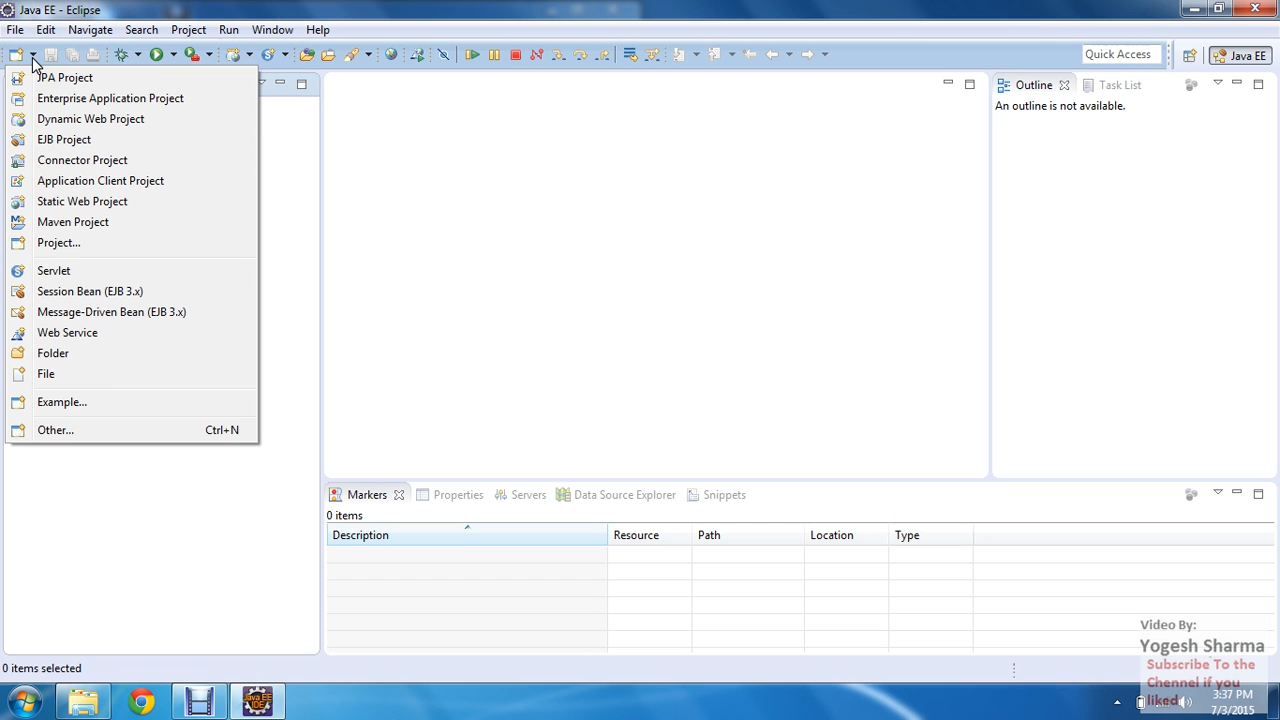 Java EE - Eclipse
File Edit Navigate Search Project Run Window Help
Quick Access Java EE
JPA Project
Enterprise Application Project
Dynamic Web Project
EJB Project
Connector Project
Application Client Project
Static Web Project
Maven Project
Project...
Servlet
Session Bean (EJB 3.x)
Message-Driven Bean (EJB 3.x)
Web Service
Folder
File
Example...
Other... Ctrl+N
Outline Task List
An outline is not available.
Markers Properties Servers Data Source Explorer Snippets
0 items
Description Resource Path Location Type
0 items selected
Video By:
Yogesh Sharma
Subscribe To the
Chennel if you
liked
Java EE
IDE
3:37 PM
7/3/2015